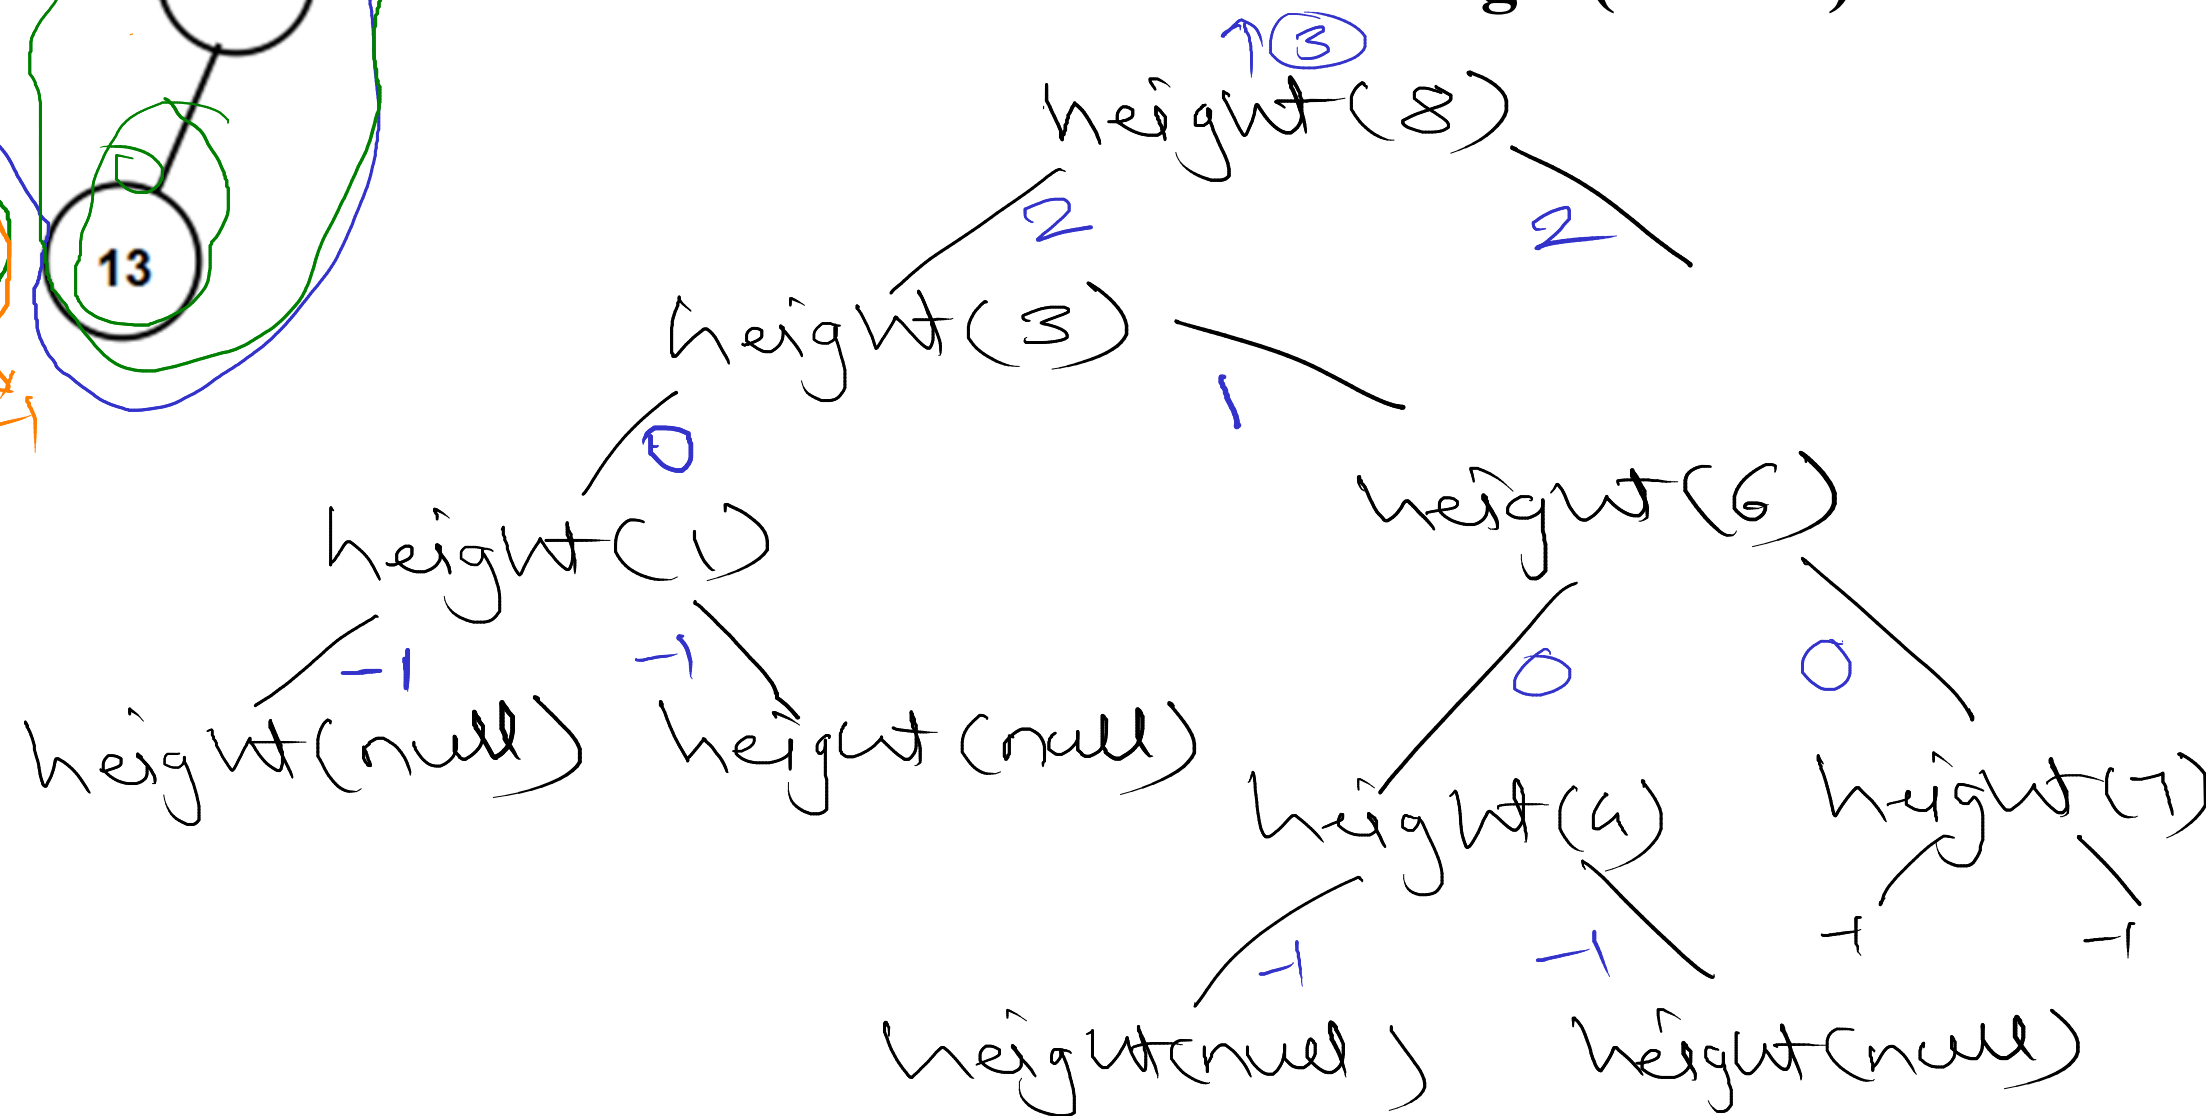 3
height(8)
2 2
13
height(3)
0 1
height(1) height(6)
-1 -1 0 0
height(null) height(null)
height(4) height(7)
-1 -1 -1 -1
height(null) height(null)